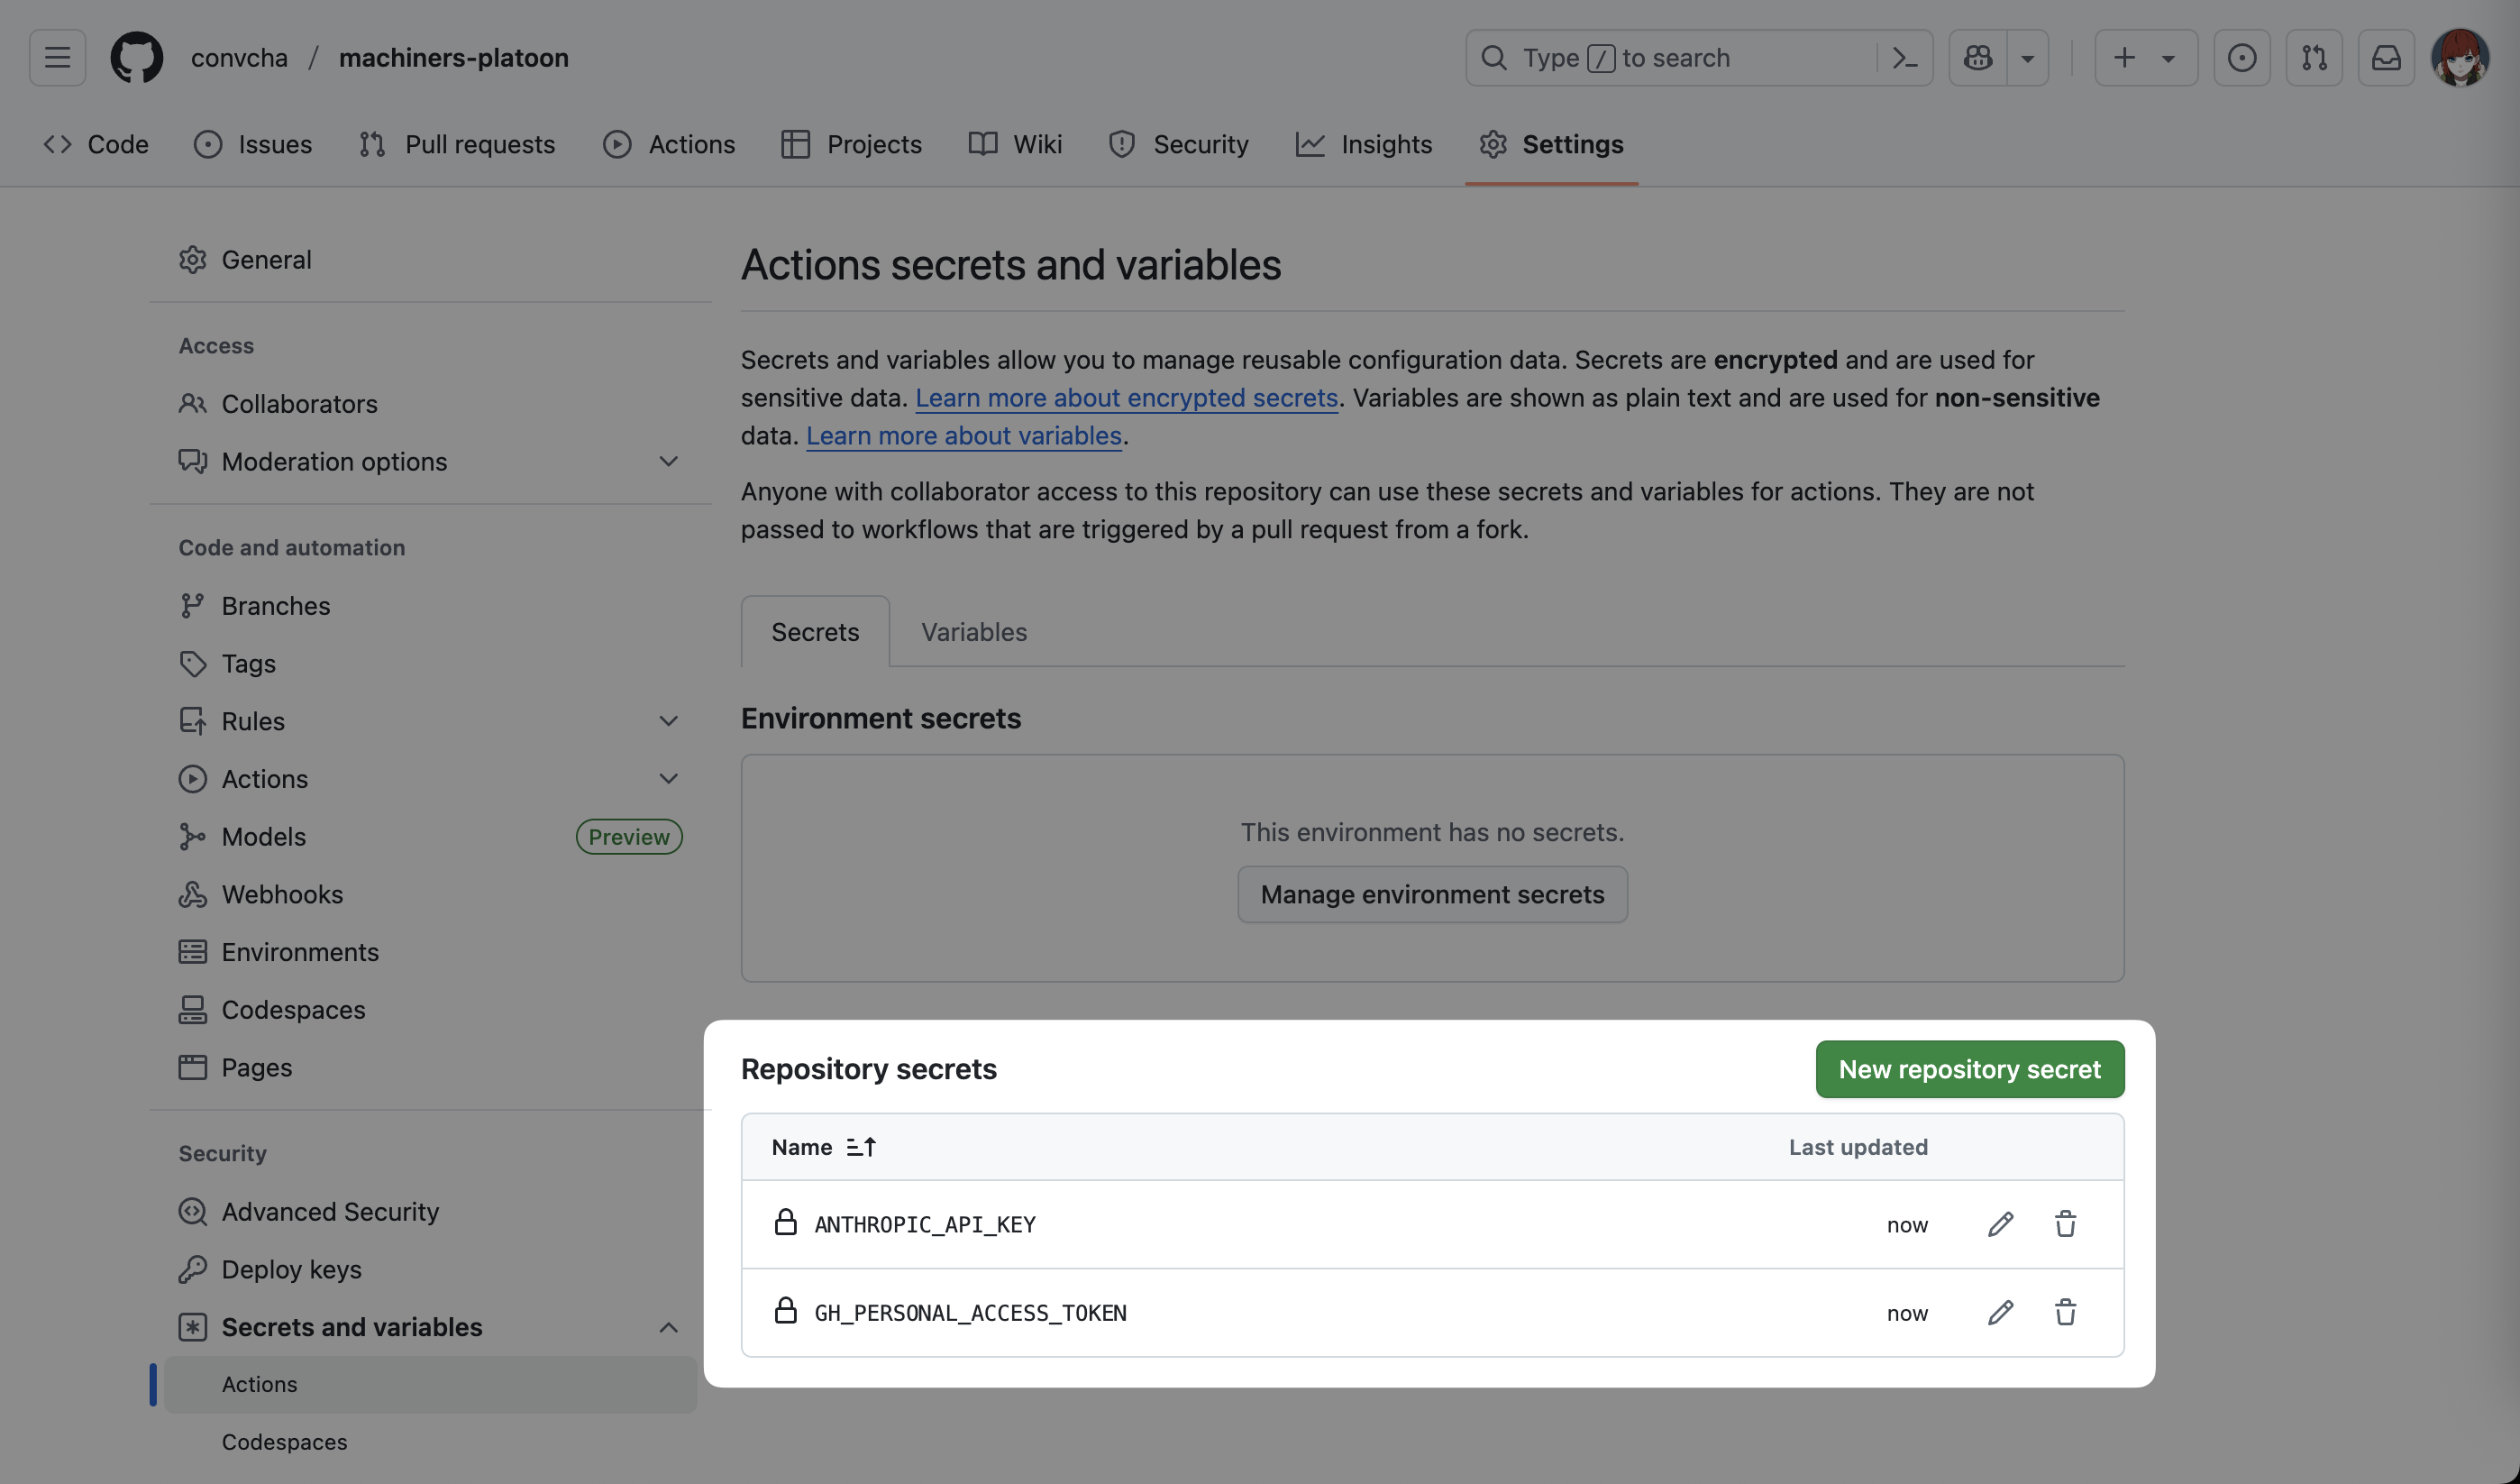 convcha / machiners-platoon
Type / to search
Code
Issues
Pull requests
Actions
Projects
Wiki
Security
Insights
Settings
General
Access
Collaborators
Moderation options
Code and automation
Branches
Tags
Rules
Actions
Models
Preview
Webhooks
Environments
Codespaces
Pages
Security
Advanced Security
Deploy keys
Secrets and variables
Actions
Codespaces
Actions secrets and variables
Secrets and variables allow you to manage reusable configuration data. Secrets are encrypted and are used for
sensitive data. Learn more about encrypted secrets. Variables are shown as plain text and are used for non-sensitive
data. Learn more about variables.
Anyone with collaborator access to this repository can use these secrets and variables for actions. They are not
passed to workflows that are triggered by a pull request from a fork.
Secrets
Variables
Environment secrets
This environment has no secrets.
Manage environment secrets
Repository secrets
New repository secret
Name
Last updated
ANTHROPIC_API_KEY
now
GH_PERSONAL_ACCESS_TOKEN
now